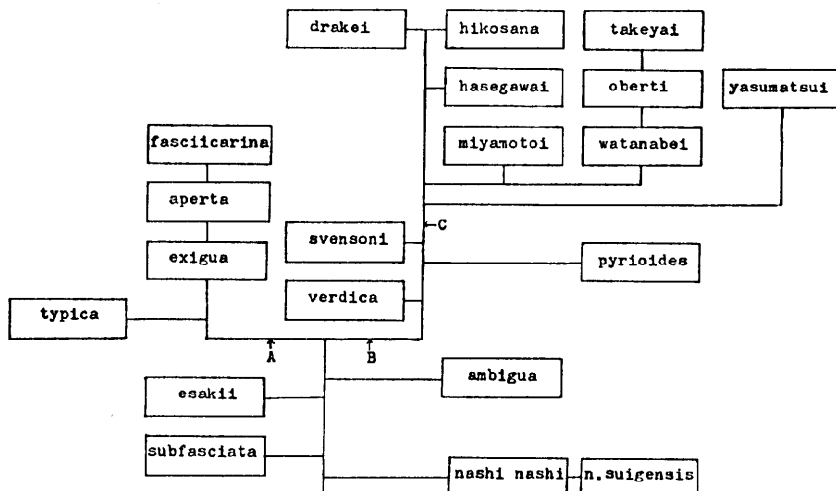 drakei
hikosana
takeyai
hasegawai
oberti
yasumatsui
fasciicarina
miyamotoi
watanabei
aperta
C
svensoni
exigua
pyrioides
verdica
typica
A
B
ambigua
esakii
subfasciata
nashi nashi
n.suigensis